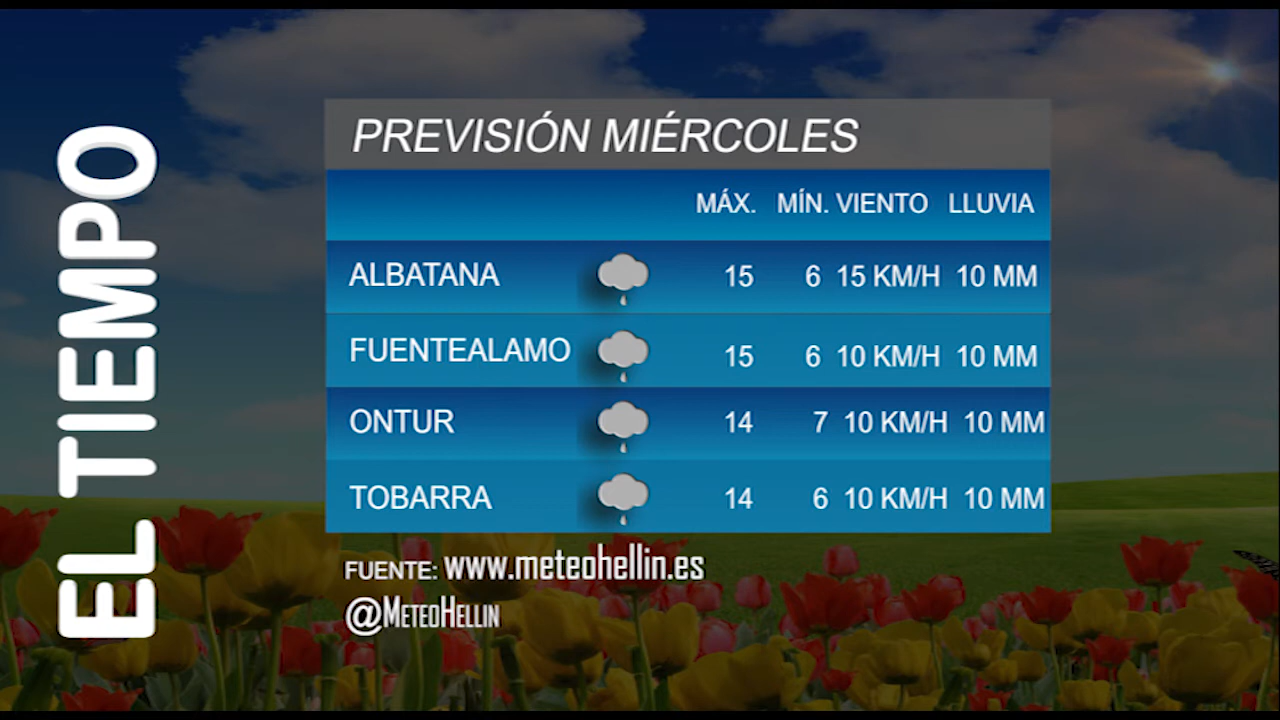 EL TIEMPO
PREVISIÓN MIÉRCOLES
MÁX. MÍN. VIENTO LLUVIA
ALBATANA 15 6 15 KM/H 10 MM
FUENTEALAMO 15 6 10 KM/H 10 MM
ONTUR 14 7 10 KM/H 10 MM
TOBARRA 14 6 10 KM/H 10 MM
FUENTE: www.meteohellin.es
@METEOHELLIN